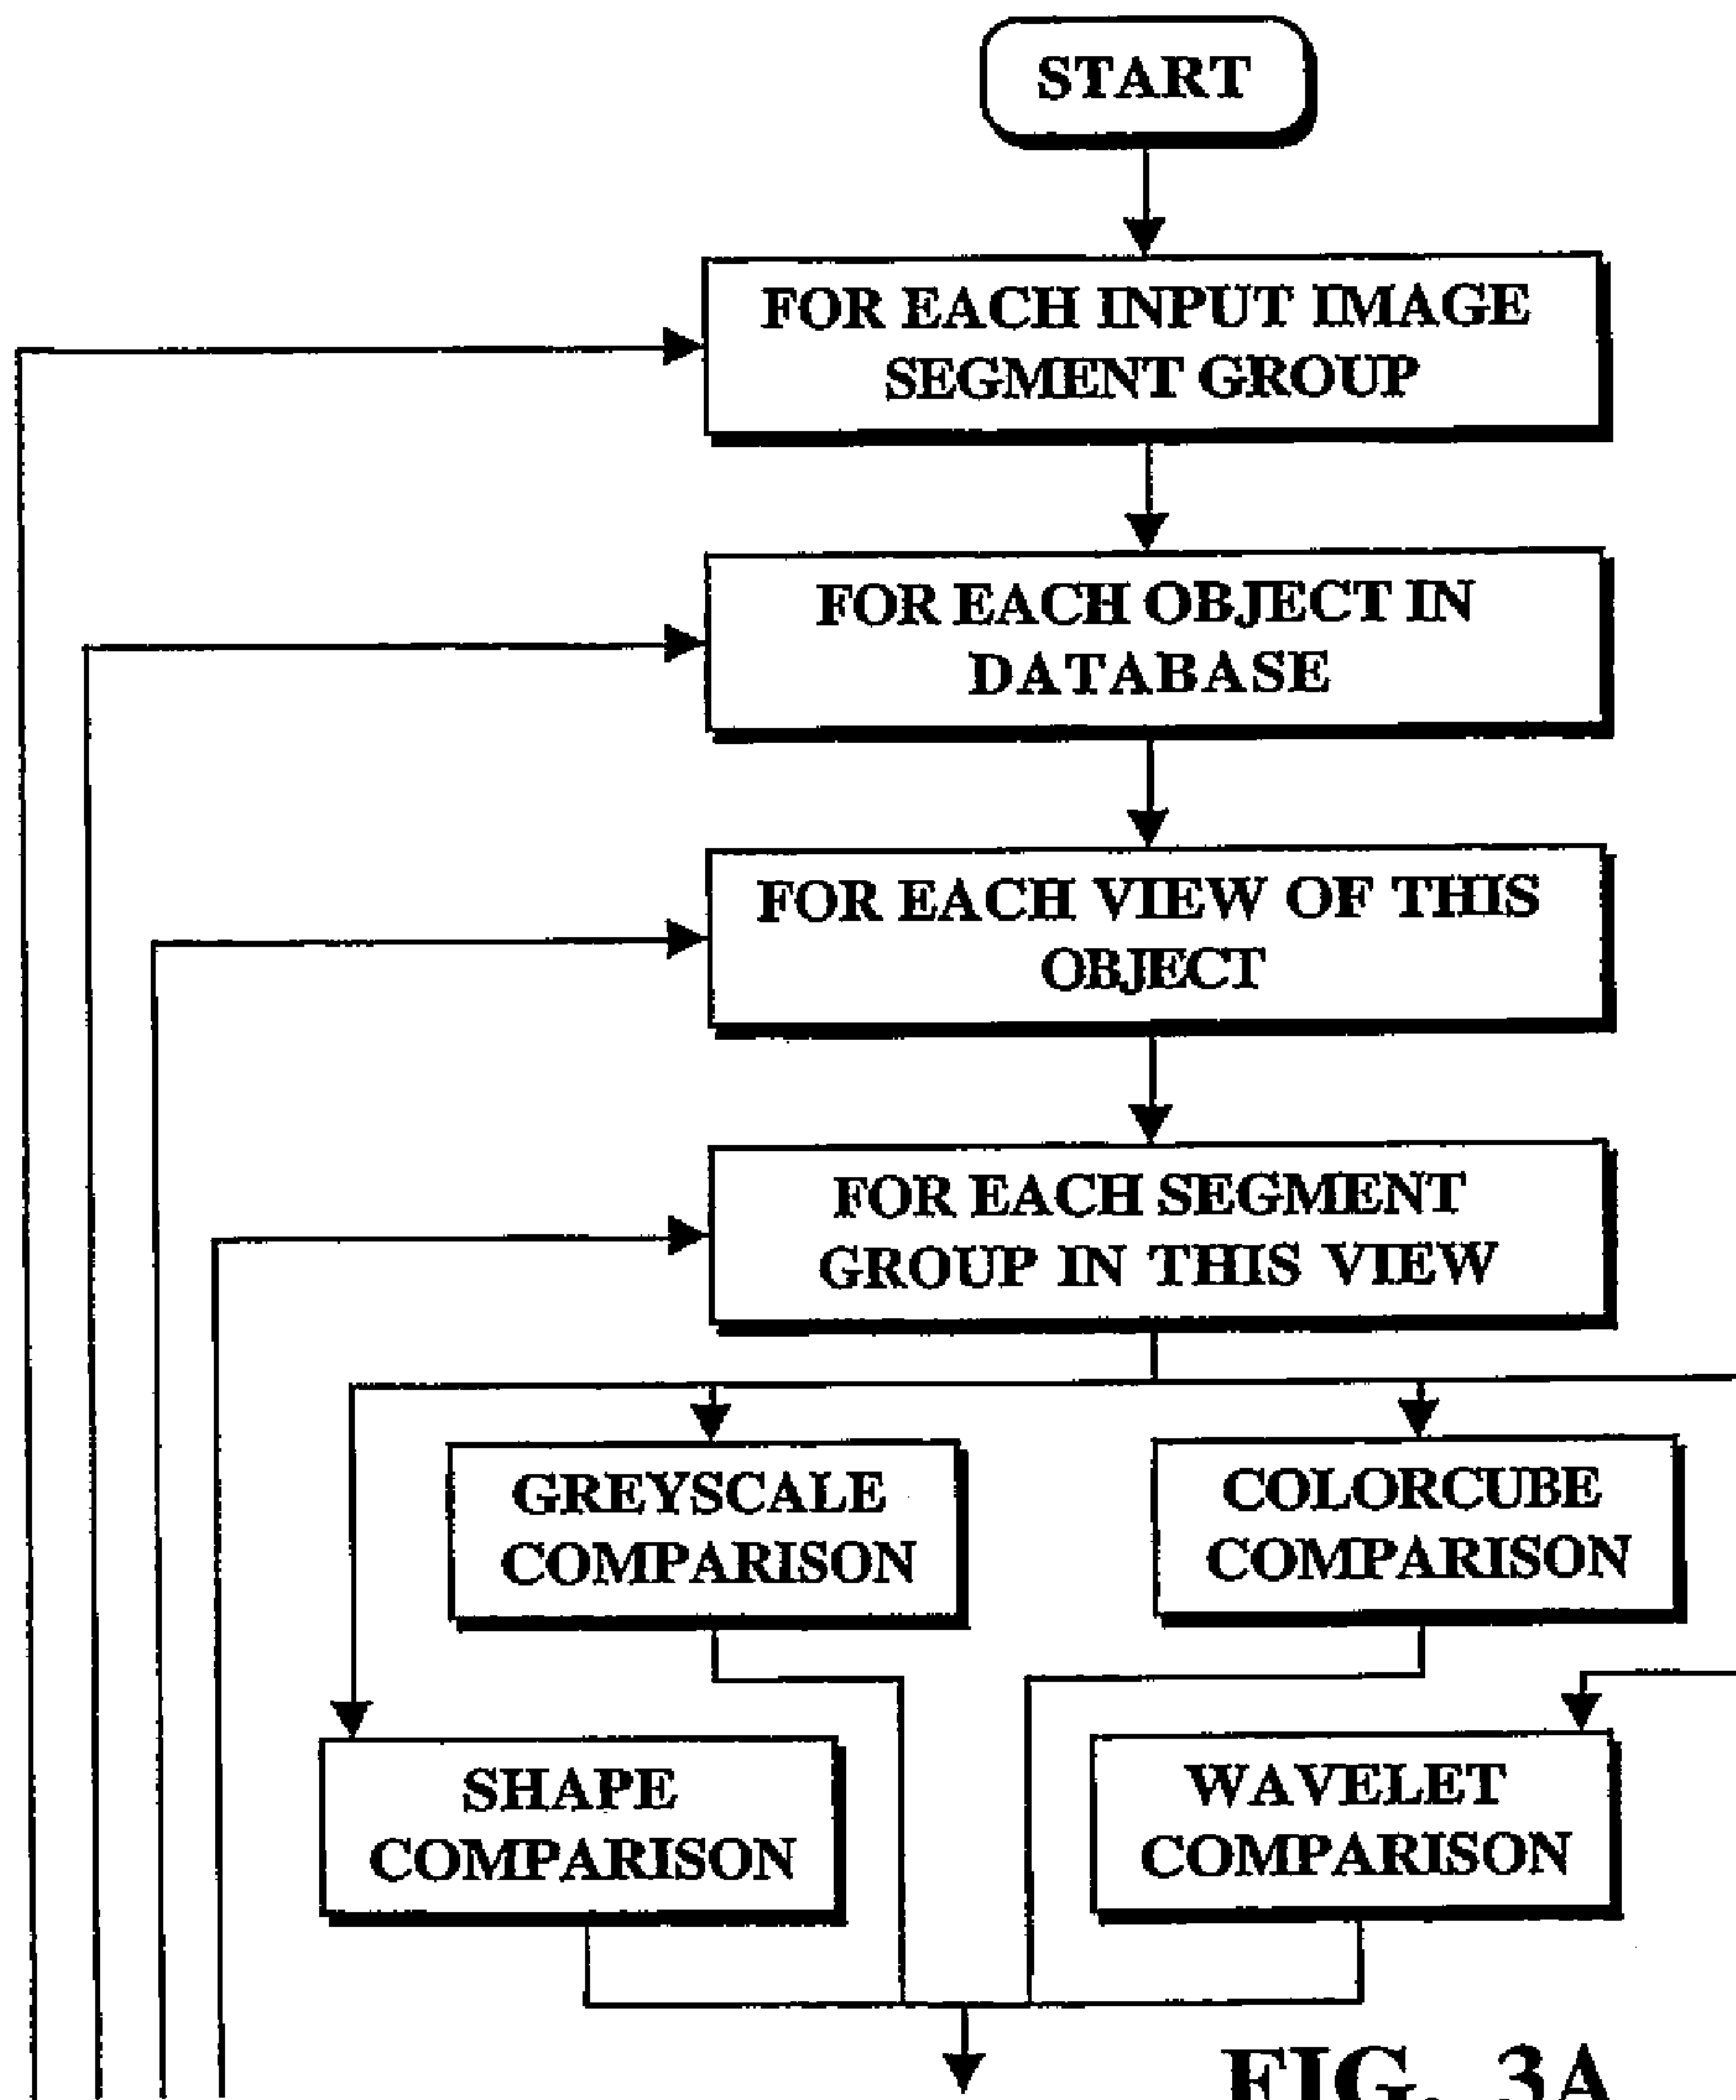 START
FOR EACH INPUT IMAGE
SEGMENT GROUP
FOR EACH OBJECT IN
DATABASE
FOR EACH VIEW OF THIS
OBJECT
FOR EACH SEGMENT
GROUP IN THIS VIEW
GREYSCALE
COMPARISON
COLORCUBE
COMPARISON
SHAPE
COMPARISON
WAVELET
COMPARISON
FIG. 3A